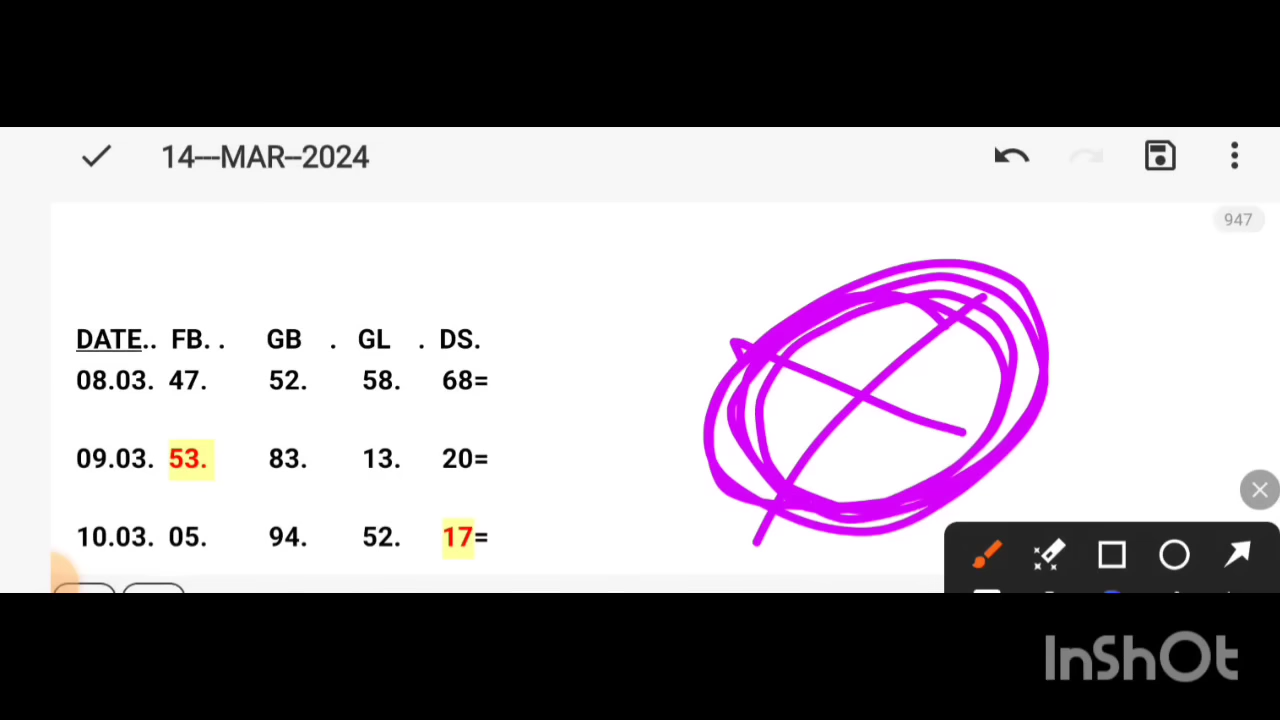 14---MAR--2024
947
DATE.. FB. . GB . GL . DS.
08.03. 47. 52. 58. 68=
09.03. 53. 83. 13. 20=
10.03. 05. 94. 52. 17=
InShOt